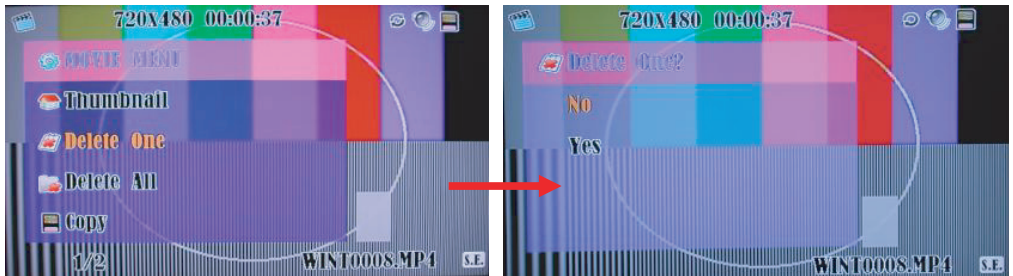 720X480 00:00:37
MOVIE MENU
Thumbnail
Delete One
Delete All
Copy
1/2
WINT0008.MP4
S.E.
720X480 00:00:37
Delete One?
No
Yes
WINT0008.MP4
S.E.